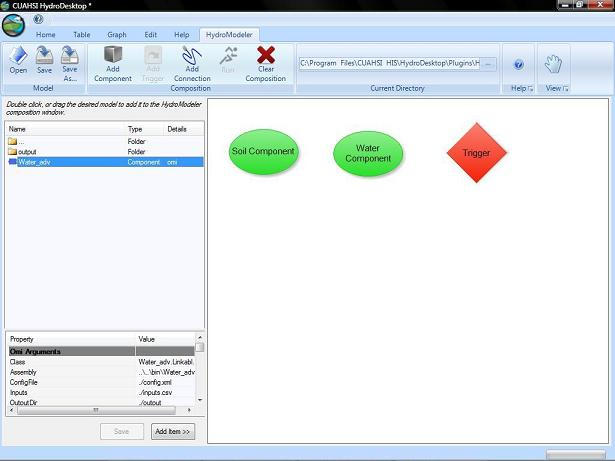 CUAHSI HydroDesktop *
Home Table Graph Edit Help HydroModeler
Open Save Save As... Add Component Add Trigger Add Connection Run Clear Composition
C:\Program Files\CUAHSI HIS\HydroDesktop\Plugins\H ...
Help View
Model Composition Current Directory
Double click, or drag the desired model to add it to the HydroModeler
composition window.
Name Type Details
... Folder
output Folder
Water_adv Component omi
Soil Component
Water
Component
Trigger
Property Value
Omi Arguments
Class Water_adv.Linkabl.
Assembly ..\..\bin\Water_adv
ConfigFile ./config.xml
Inputs ./inputs.csv
OutputDir ./output
Save Add Item >>